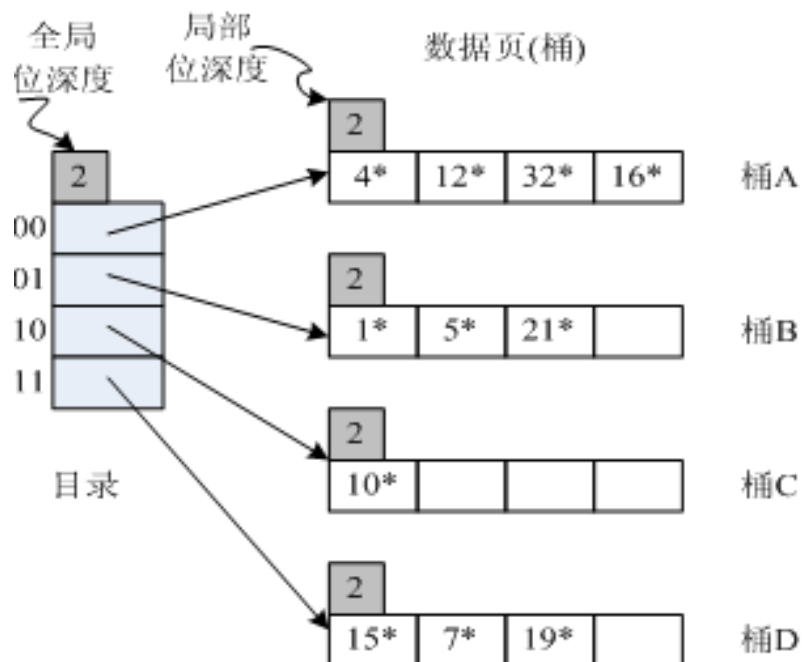 全局
位深度
局部
位深度
数据页(桶)
2
2
4* 12* 32* 16* 桶A
00
01
10
11
2
1* 5* 21* 桶B
2
10* 桶C
目录
2
15* 7* 19* 桶D